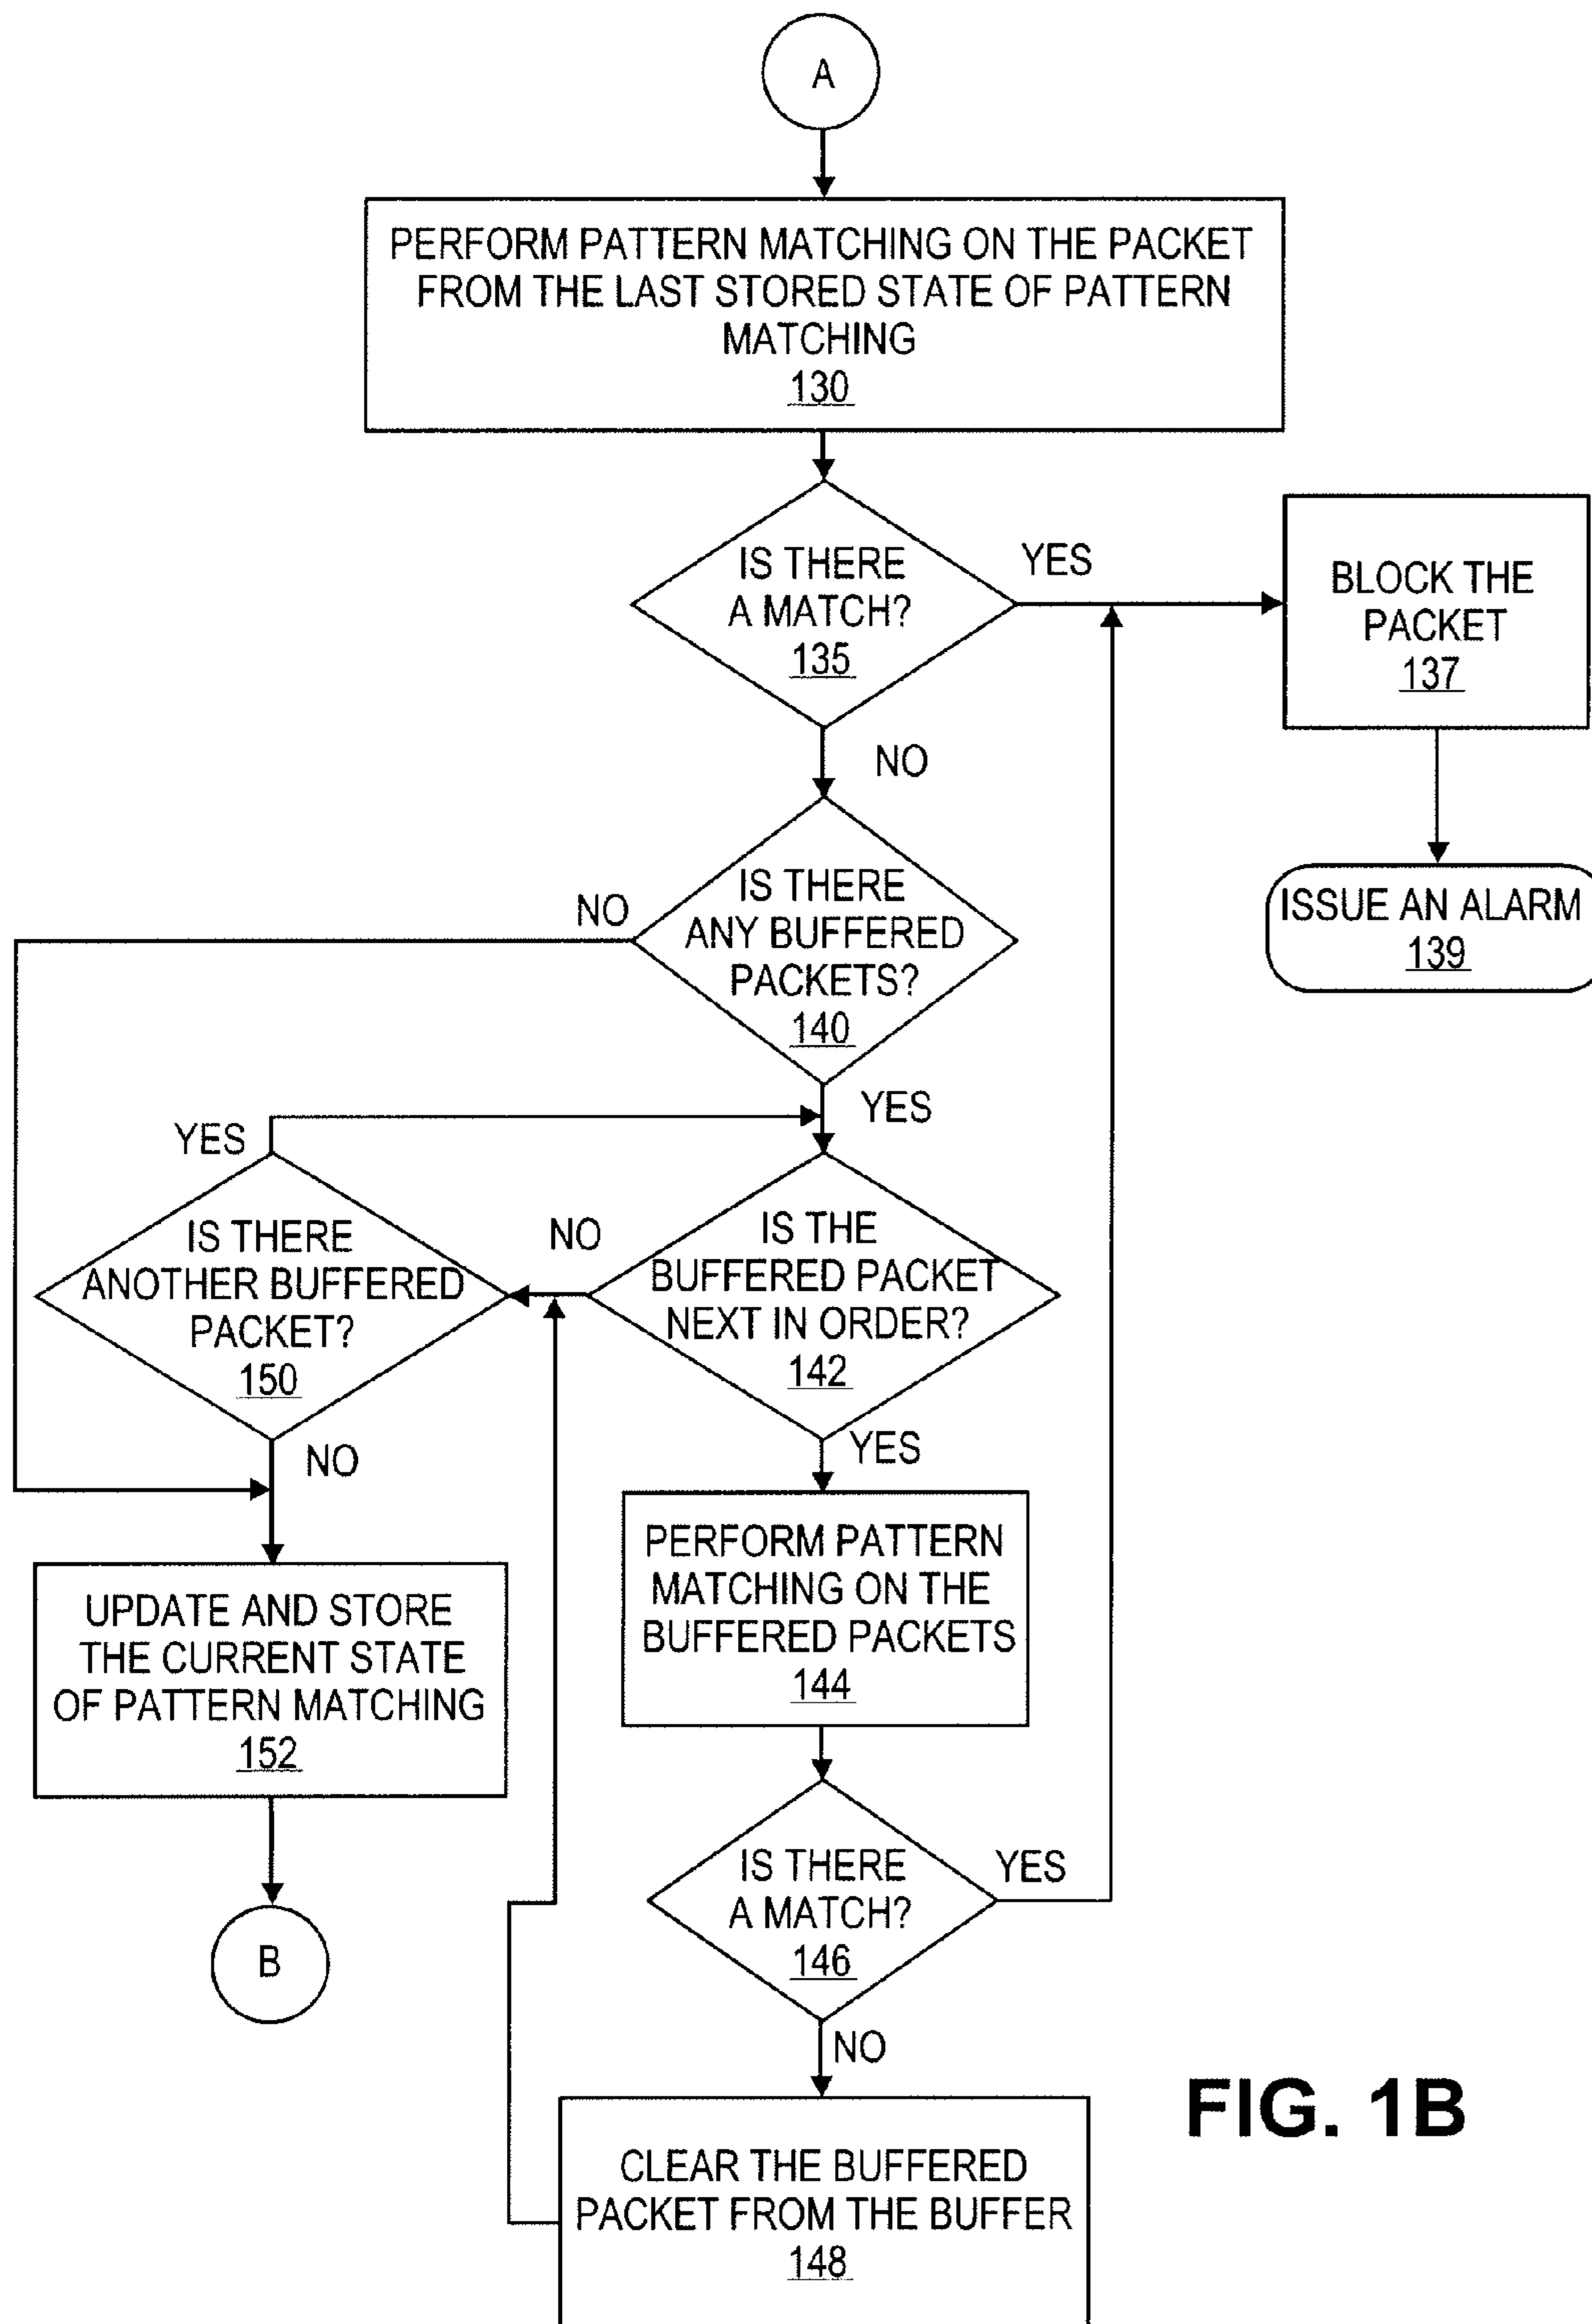 A
PERFORM PATTERN MATCHING ON THE PACKET
FROM THE LAST STORED STATE OF PATTERN
MATCHING
130
IS THERE
A MATCH?
135
YES
BLOCK THE
PACKET
137
NO
ISSUE AN ALARM
139
IS THERE
ANY BUFFERED
PACKETS?
140
NO
YES
YES
IS THERE
ANOTHER BUFFERED
PACKET?
150
NO
IS THE
BUFFERED PACKET
NEXT IN ORDER?
142
NO
YES
UPDATE AND STORE
THE CURRENT STATE
OF PATTERN MATCHING
152
PERFORM PATTERN
MATCHING ON THE
BUFFERED PACKETS
144
B
IS THERE
A MATCH?
146
YES
NO
CLEAR THE BUFFERED
PACKET FROM THE BUFFER
148
FIG. 1B